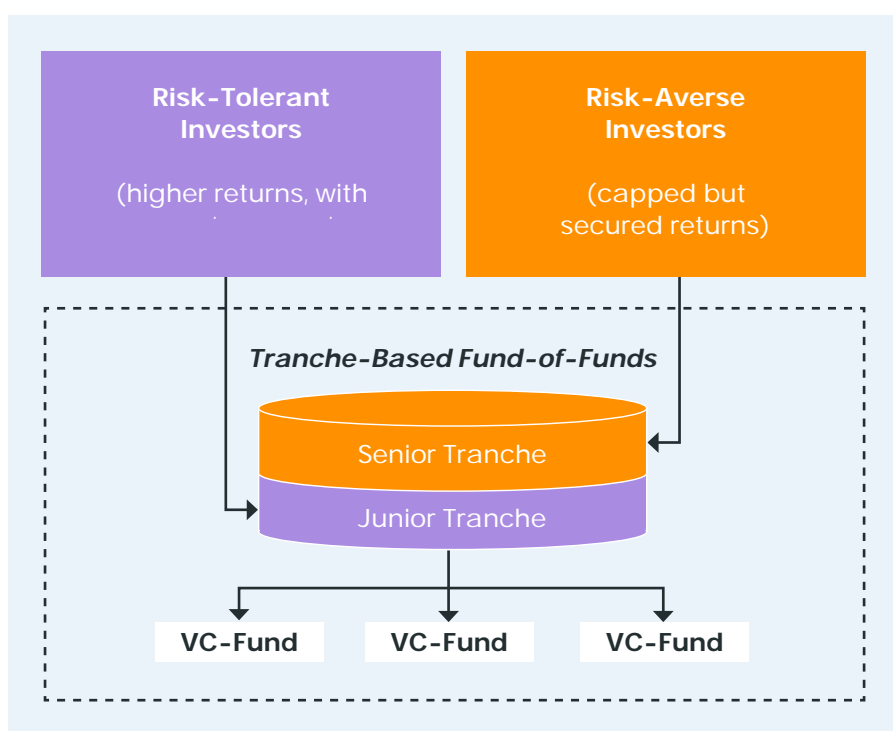 Risk-Tolerant
Investors
(higher returns, with
Risk-Averse
Investors
(capped but
secured returns)
Tranche-Based Fund-of-Funds
Senior Tranche
Junior Tranche
VC-Fund
VC-Fund
VC-Fund